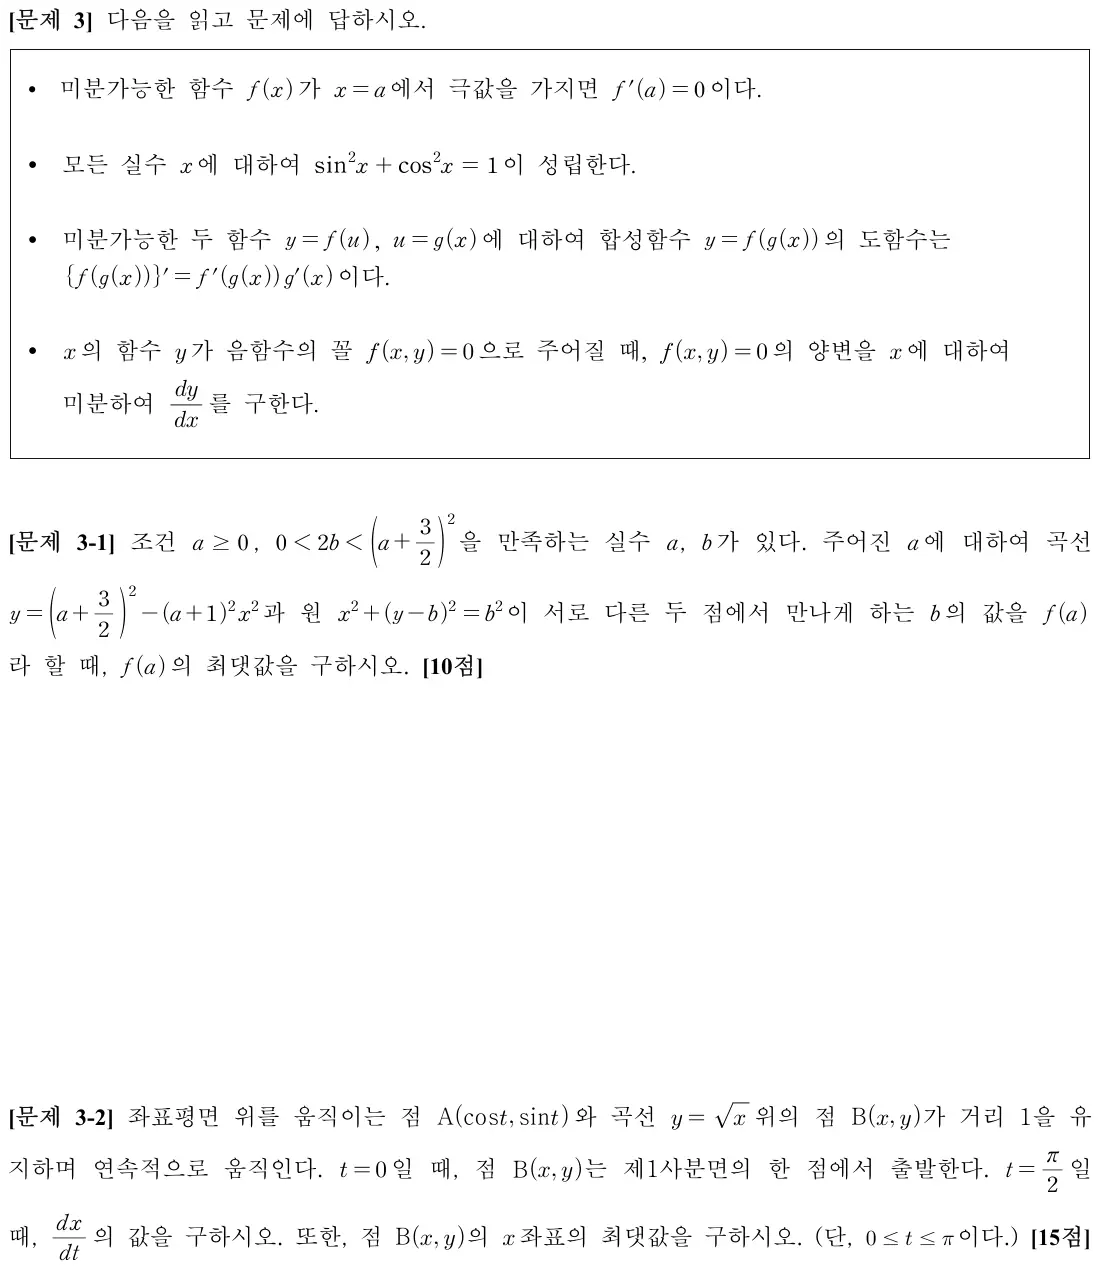 [문제 3] 다음을 읽고 문제에 답하시오.
• 미분가능한 함수 f(x)가 x=a에서 극값을 가지면 f′(a)=0이다.
• 모든 실수 x에 대하여 sin²x+cos²x=1이 성립한다.
• 미분가능한 두 함수 y=f(u), u=g(x)에 대하여 합성함수 y=f(g(x))의 도함수는
{f(g(x))}′=f′(g(x))g′(x)이다.
• x의 함수 y가 음함수의 꼴 f(x,y)=0으로 주어질 때, f(x,y)=0의 양변을 x에 대하여
미분하여 dy/dx를 구한다.
[문제 3-1] 조건 a≥0, 0<2b<(a+3/2)²을 만족하는 실수 a, b가 있다. 주어진 a에 대하여 곡선
y=(a+3/2)²-(a+1)²x²과 원 x²+(y-b)²=b²이 서로 다른 두 점에서 만나게 하는 b의 값을 f(a)
라 할 때, f(a)의 최댓값을 구하시오. [10점]
[문제 3-2] 좌표평면 위를 움직이는 점 A(cost, sint)와 곡선 y=√x 위의 점 B(x,y)가 거리 1을 유
지하며 연속적으로 움직인다. t=0일 때, 점 B(x,y)는 제1사분면의 한 점에서 출발한다. t=π/2일
때, dx/dt의 값을 구하시오. 또한, 점 B(x,y)의 x좌표의 최댓값을 구하시오. (단, 0≤t≤π이다.) [15점]